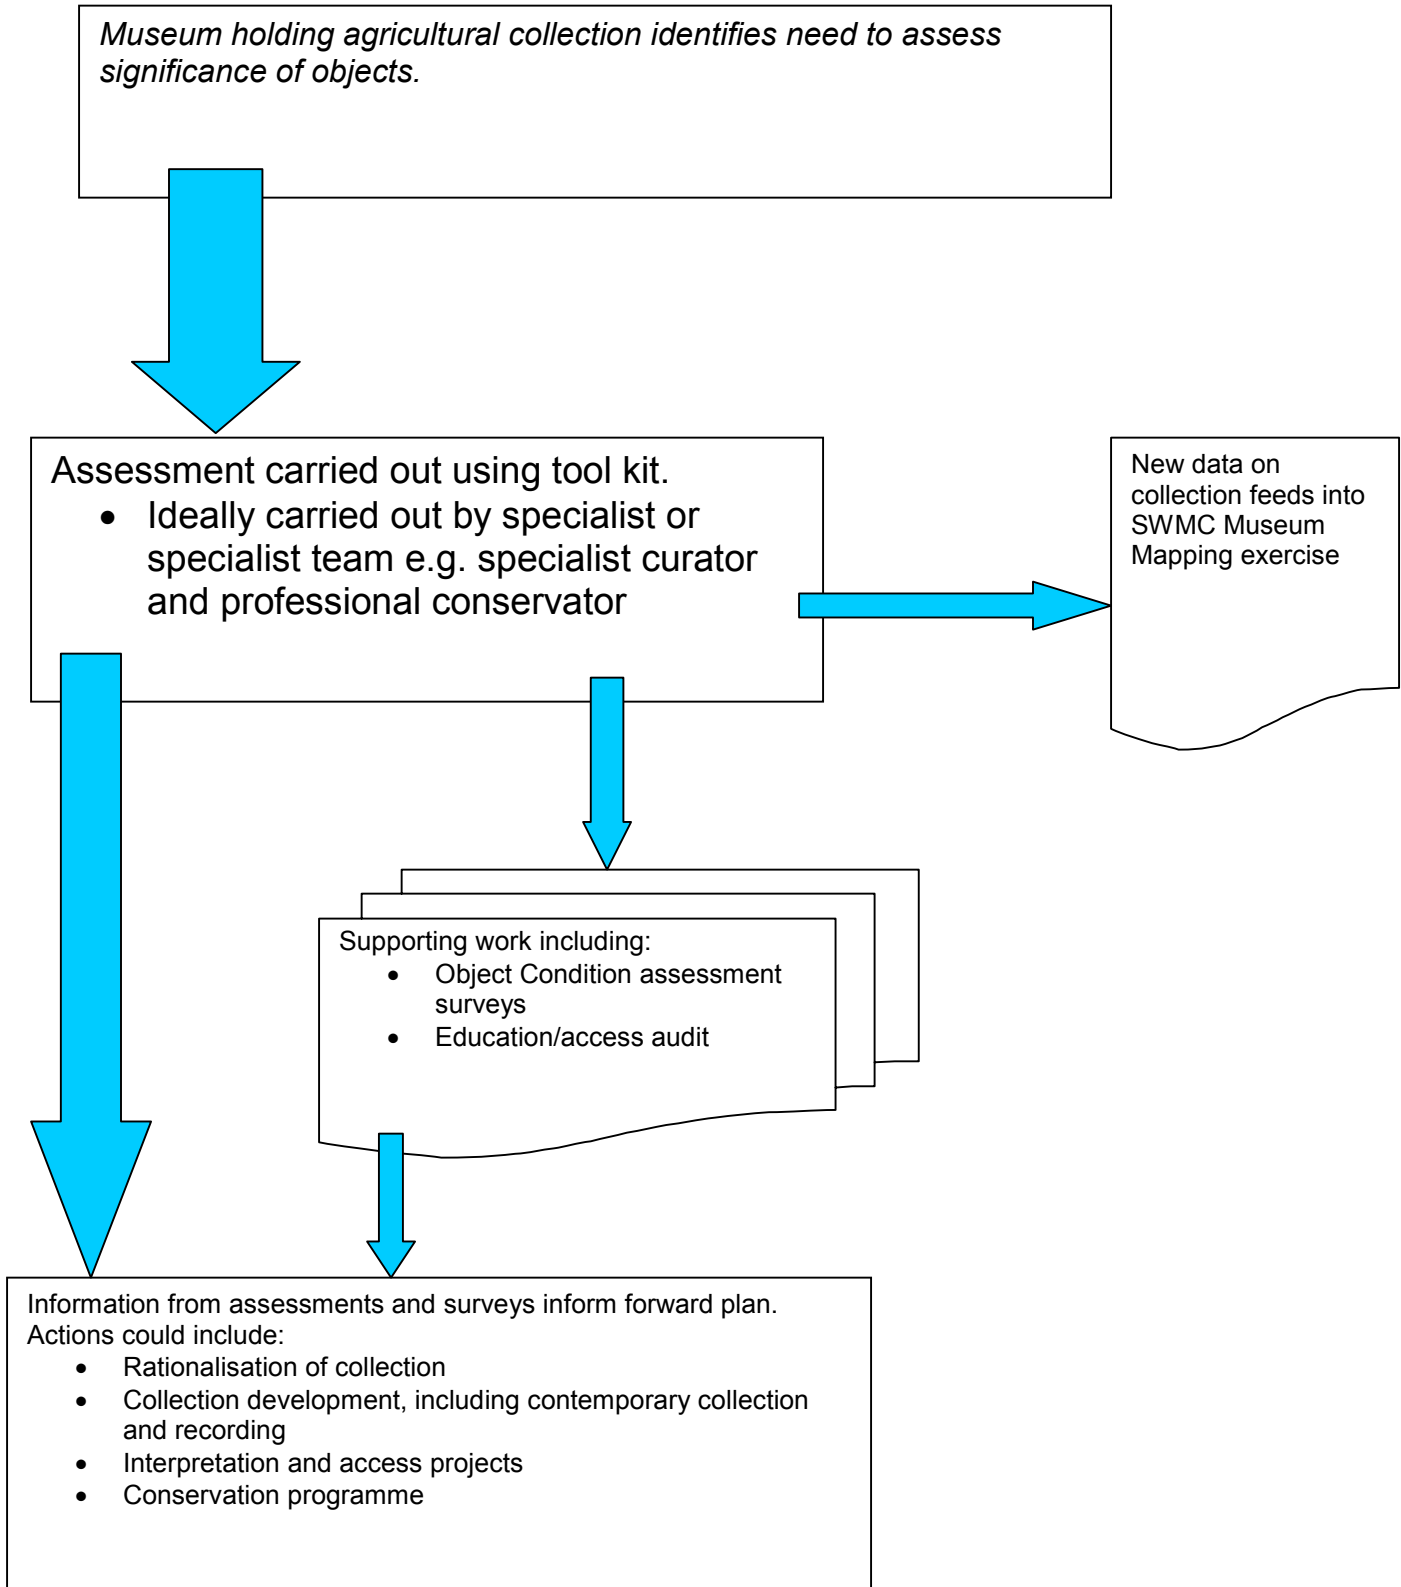 Museum holding agricultural collection identifies need to assess
significance of objects.
Assessment carried out using tool kit.
• Ideally carried out by specialist or
specialist team e.g. specialist curator
and professional conservator
New data on
collection feeds into
SWMC Museum
Mapping exercise
Supporting work including:
• Object Condition assessment
surveys
• Education/access audit
Information from assessments and surveys inform forward plan.
Actions could include:
• Rationalisation of collection
• Collection development, including contemporary collection
and recording
• Interpretation and access projects
• Conservation programme